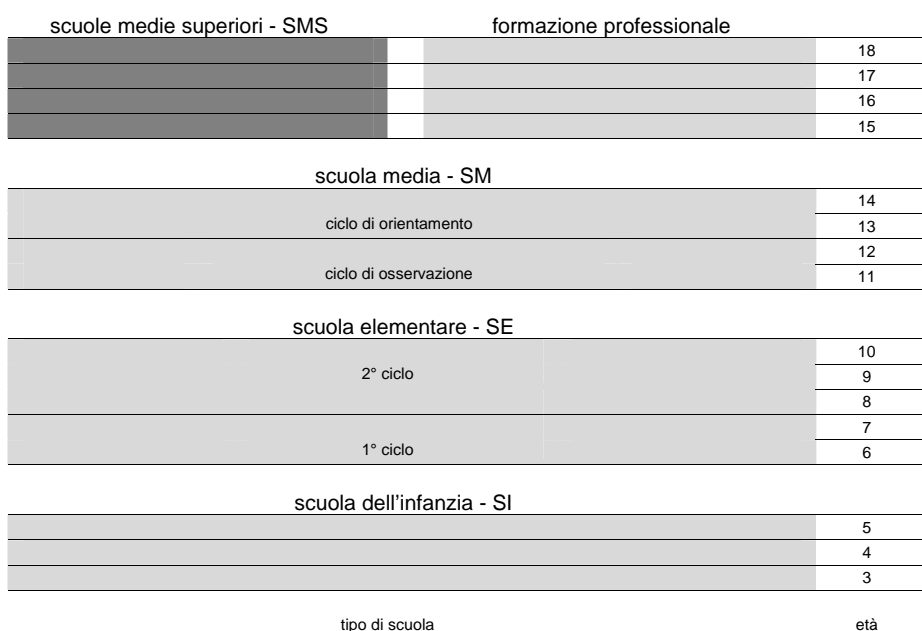 scuole medie superiori - SMS formazione professionale
18
17
16
15
scuola media - SM
14
ciclo di orientamento 13
12
ciclo di osservazione 11
scuola elementare - SE
10
2° ciclo 9
8
7
1° ciclo 6
scuola dell'infanzia - SI
5
4
3
tipo di scuola età